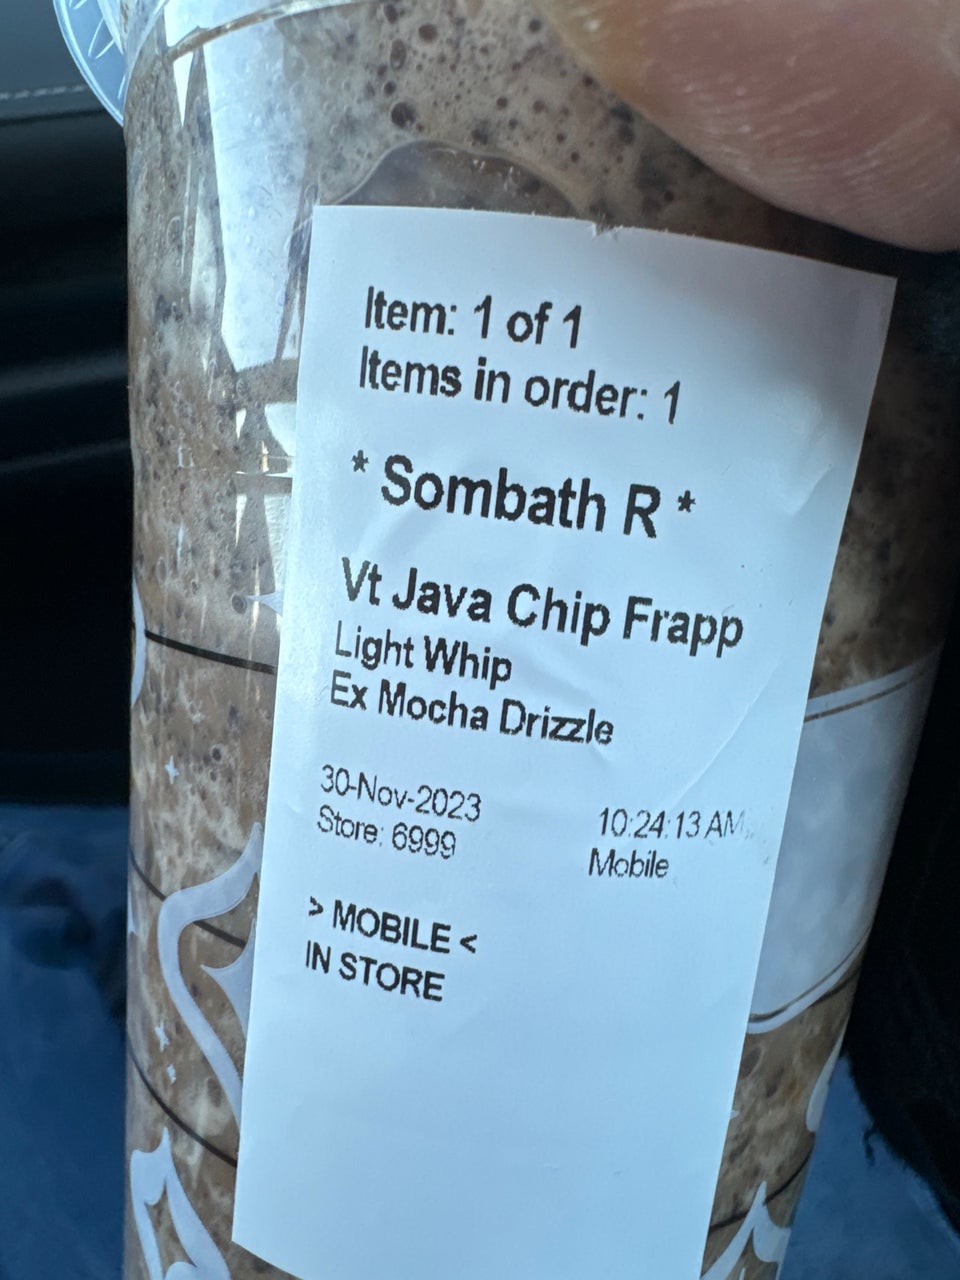 Item: 1 of 1
Items in order: 1
* Sombath R *
Vt Java Chip Frapp
Light Whip
Ex Mocha Drizzle
30-Nov-2023 10:24:13 AM
Store: 6999 Mobile
> MOBILE <
IN STORE